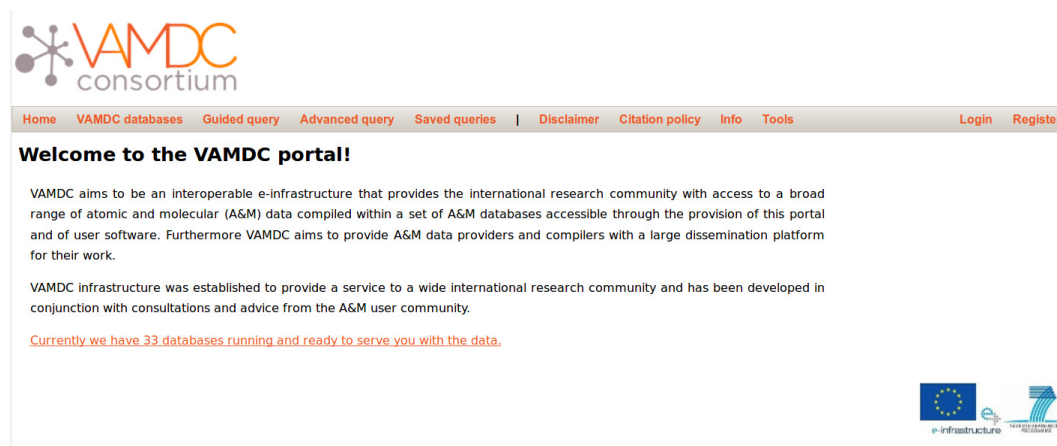 VAMDC
consortium
Home VAMDC databases Guided query Advanced query Saved queries | Disclaimer Citation policy Info Tools Login Registe
Welcome to the VAMDC portal!
VAMDC aims to be an interoperable e-infrastructure that provides the international research community with access to a broad
range of atomic and molecular (A&M) data compiled within a set of A&M databases accessible through the provision of this portal
and of user software. Furthermore VAMDC aims to provide A&M data providers and compilers with a large dissemination platform
for their work.
VAMDC infrastructure was established to provide a service to a wide international research community and has been developed in
conjunction with consultations and advice from the A&M user community.
Currently we have 33 databases running and ready to serve you with the data.
e-infrastructure